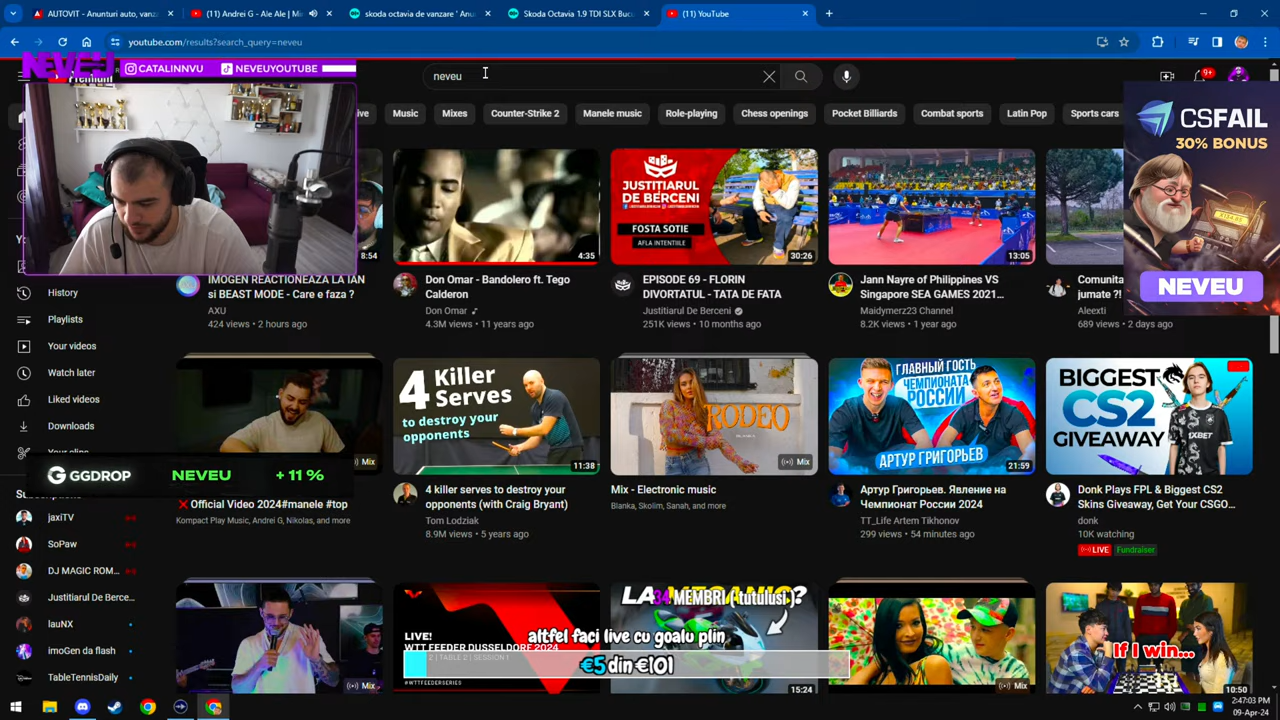 AUTOVIT - Anunturi auto, vanz
(11) Andrei G - Ale Ale | Mi
skoda octavia de vanzare ' Anu
Skoda Octavia 1.9 TDI SLX Buc
(11) YouTube
youtube.com/results?search_query=neveu
NEVEU
CATALINNVU
NEVEUYOUTUBE
Premium
neveu
9+
Music
Mixes
Counter-Strike 2
Manele music
Role-playing
Chess openings
Pocket Billiards
Combat sports
Latin Pop
Sports cars
CSFAIL
30% BONUS
NEVEU
8:54
4:35
JUSTIȚIARUL
DE BERCENI
FOSTA SOTIE
AFLA INTENTIILE
30:26
13:05
IMOGEN REACTIONEAZA LA IAN
si BEAST MODE - Care e faza ?
AXU
424 views • 2 hours ago
Don Omar - Bandolero ft. Tego
Calderon
Don Omar
4.3M views • 11 years ago
EPISODE 69 - FLORIN
DIVORTATUL - TATA DE FATA
Justitiarul De Berceni
251K views • 10 months ago
Jann Nayre of Philippines VS
Singapore SEA GAMES 2021...
Maidymerz23 Channel
8.2K views • 1 year ago
Comunita
jumate ?!
Aleexti
689 views • 2 days ago
History
Playlists
Your videos
Watch later
Liked videos
Downloads
Your clips
Mix
4 Killer
Serves
to destroy your
opponents
11:38
RODEO
Mix
ГЛАВНЫЙ ГОСТЬ
ЧЕМПИОНАТА
РОССИИ
АРТУР ГРИГОРЬЕВ
21:59
BIGGEST
CS2
GIVEAWAY
1XBET
GGDROP
NEVEU
+ 11 %
Official Video 2024#manele #top
Kompact Play Music, Andrei G, Nikolas, and more
4 killer serves to destroy your
opponents (with Craig Bryant)
Tom Lodziak
8.9M views • 5 years ago
Mix - Electronic music
Blanka, Skolim, Sanah, and more
Артур Григорьев. Явление на
Чемпионат России 2024
TT_Life Artem Tikhonov
299 views • 54 minutes ago
Donk Plays FPL & Biggest CS2
Skins Giveaway, Get Your CSGO...
donk
10K watching
LIVE
Fundraiser
jaxiTV
SoPaw
DJ MAGIC ROM...
Justitiarul De Berce...
lauNX
imoGen da flash
TableTennisDaily
Mix
LIVE!
WTT FEEDER DUSSELDORF 2024
#WTTFEEDERSERIES
15:24
Mix
If I win...
10:50
34 MEMBRI ( tutulusi )
altfel faci live cu goalu plin
€5 din €101
2:47:03 PM
09-Apr-24